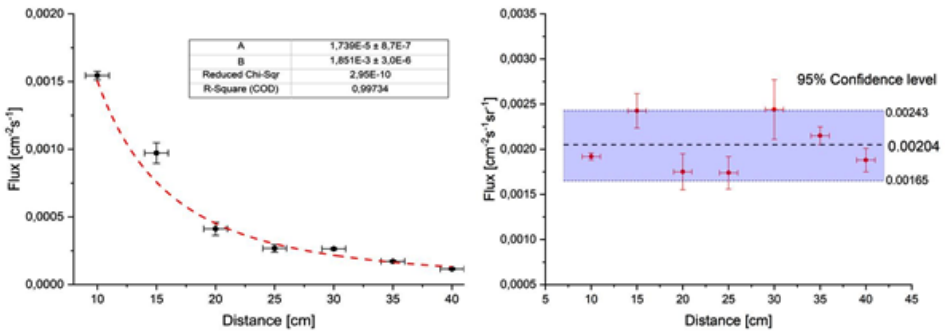 0,0020
0,0015
0,0010
0,0005
0,0000
Flux [cm⁻²s⁻¹]
A 1,739E-5 ± 8,7E-7
B 1,851E-3 ± 3,0E-6
Reduced Chi-Sqr 2,95E-10
R-Square (COD) 0,99734
10 15 20 25 30 35 40
Distance [cm]
0,0035
0,0030
0,0025
0,0020
0,0015
0,0010
0,0005
Flux [cm⁻²s⁻¹sr⁻¹]
95% Confidence level
0.00243
0.00204
0.00165
5 10 15 20 25 30 35 40 45
Distance [cm]